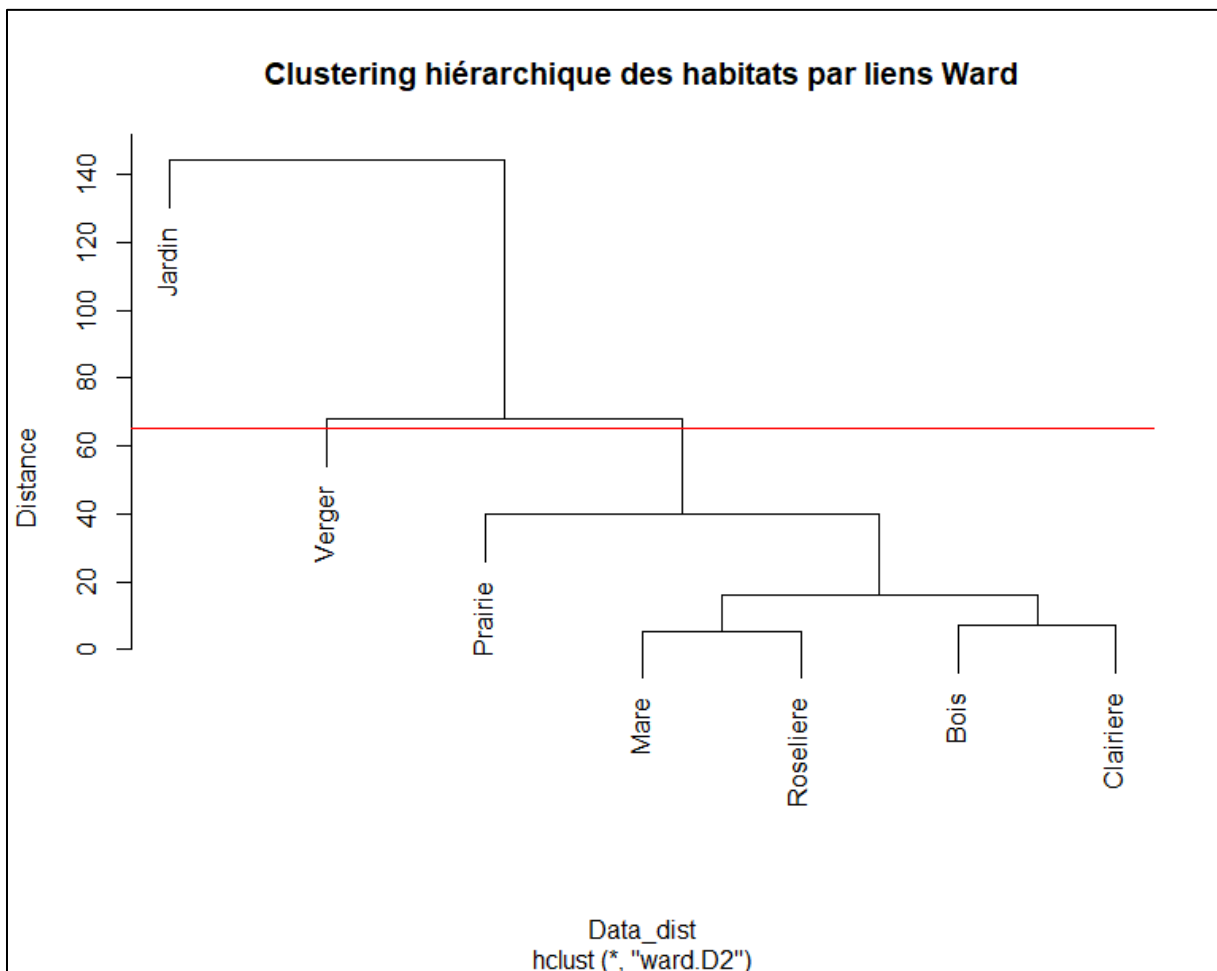 Clustering hiérarchique des habitats par liens Ward
Distance
140
120
100
80
60
40
20
0
Jardin
Verger
Prairie
Mare
Roseliere
Bois
Clairiere
Data_dist
hclust (*, "ward.D2")